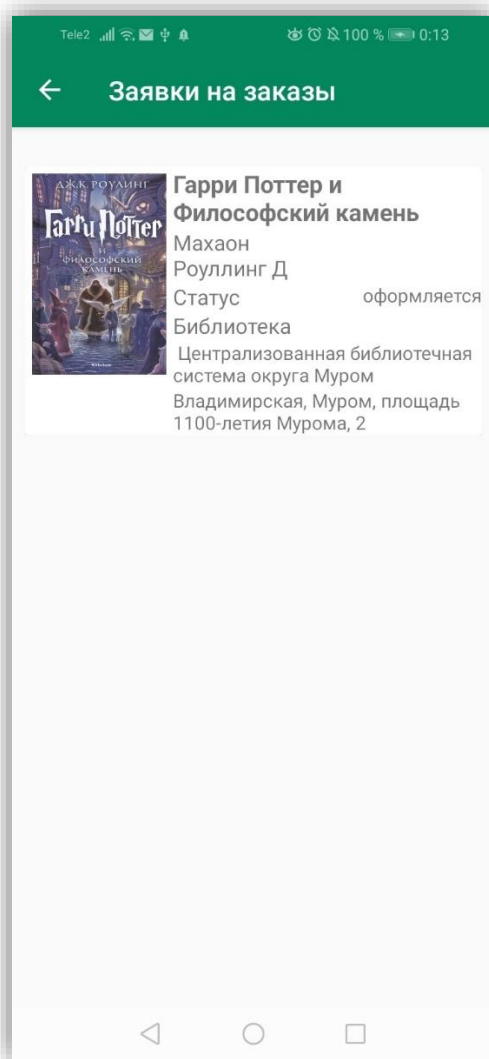 Tele2 100 % 0:13
Заявки на заказы
ДЖ.К. РОУЛИНГ
Гарри Поттер
И
ФИЛОСОФСКИЙ
КАМЕНЬ
Гарри Поттер и
Философский камень
Махаон
Роуллинг Д
Статус оформляется
Библиотека
Централизованная библиотечная
система округа Муром
Владимирская, Муром, площадь
1100-летия Мурома, 2